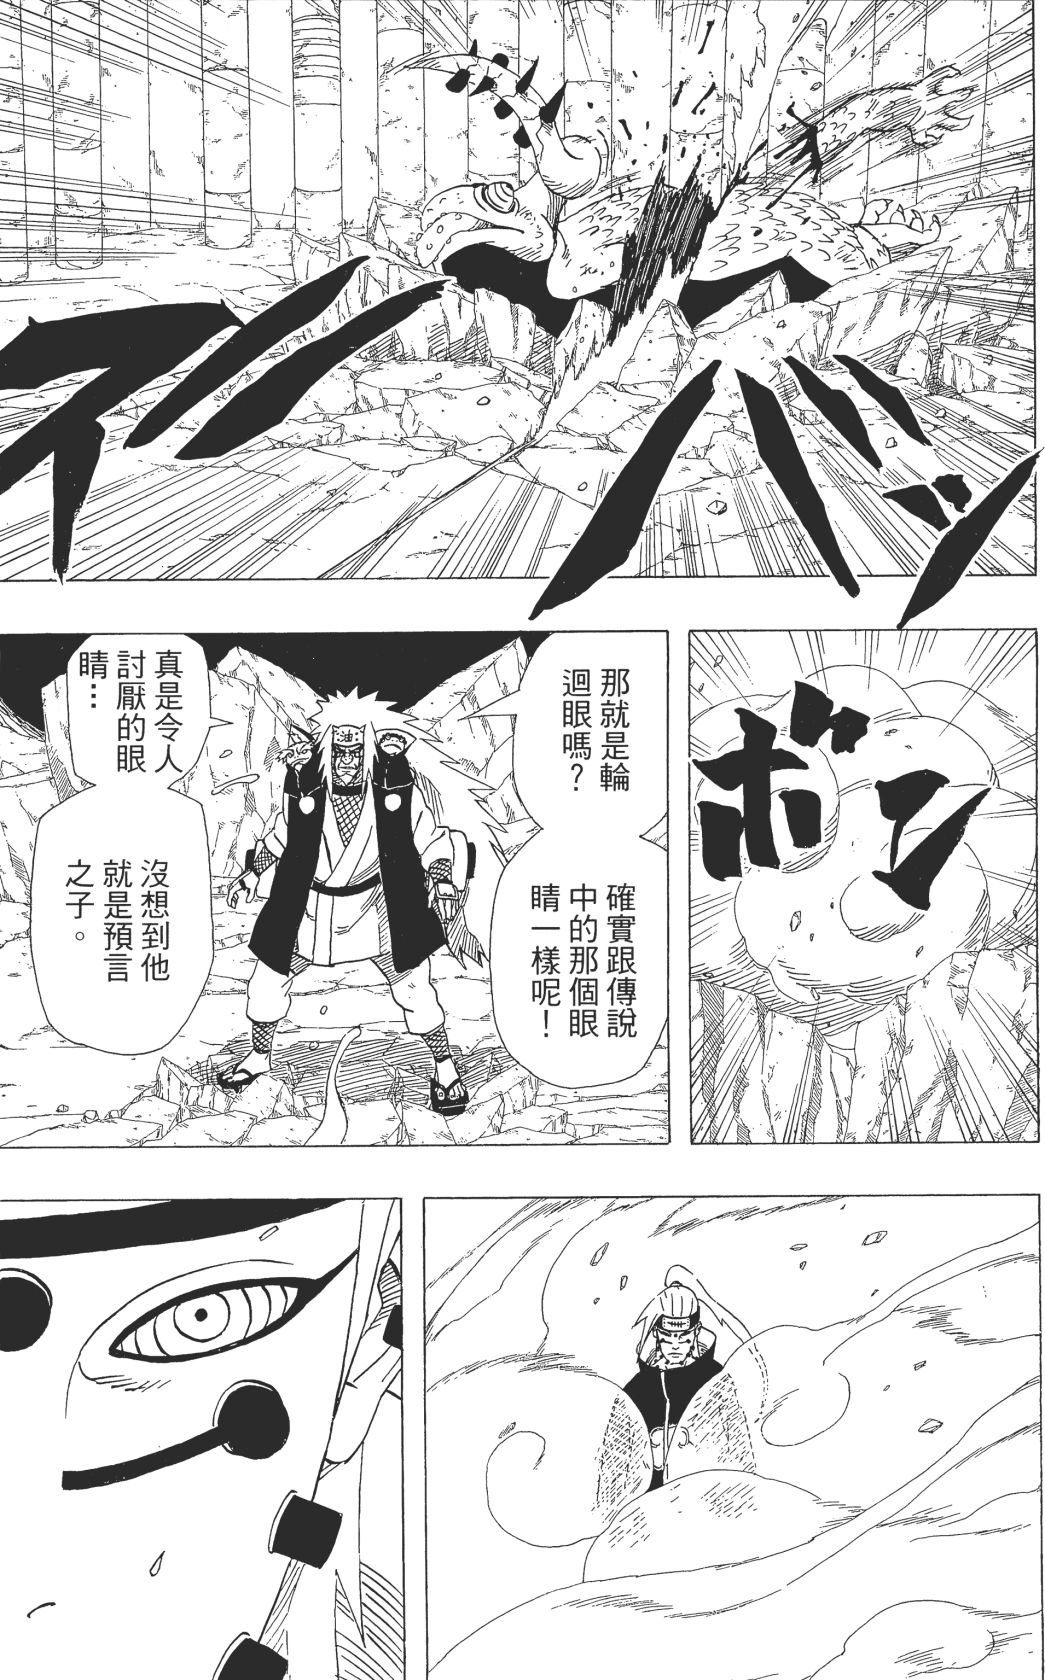 ズバッ
ボン
那就是輪
迴眼嗎？
確實跟傳說
中的那個眼
睛一樣呢！
油
真是令人
討厭的眼
睛…
沒想到他
就是預言
之子。